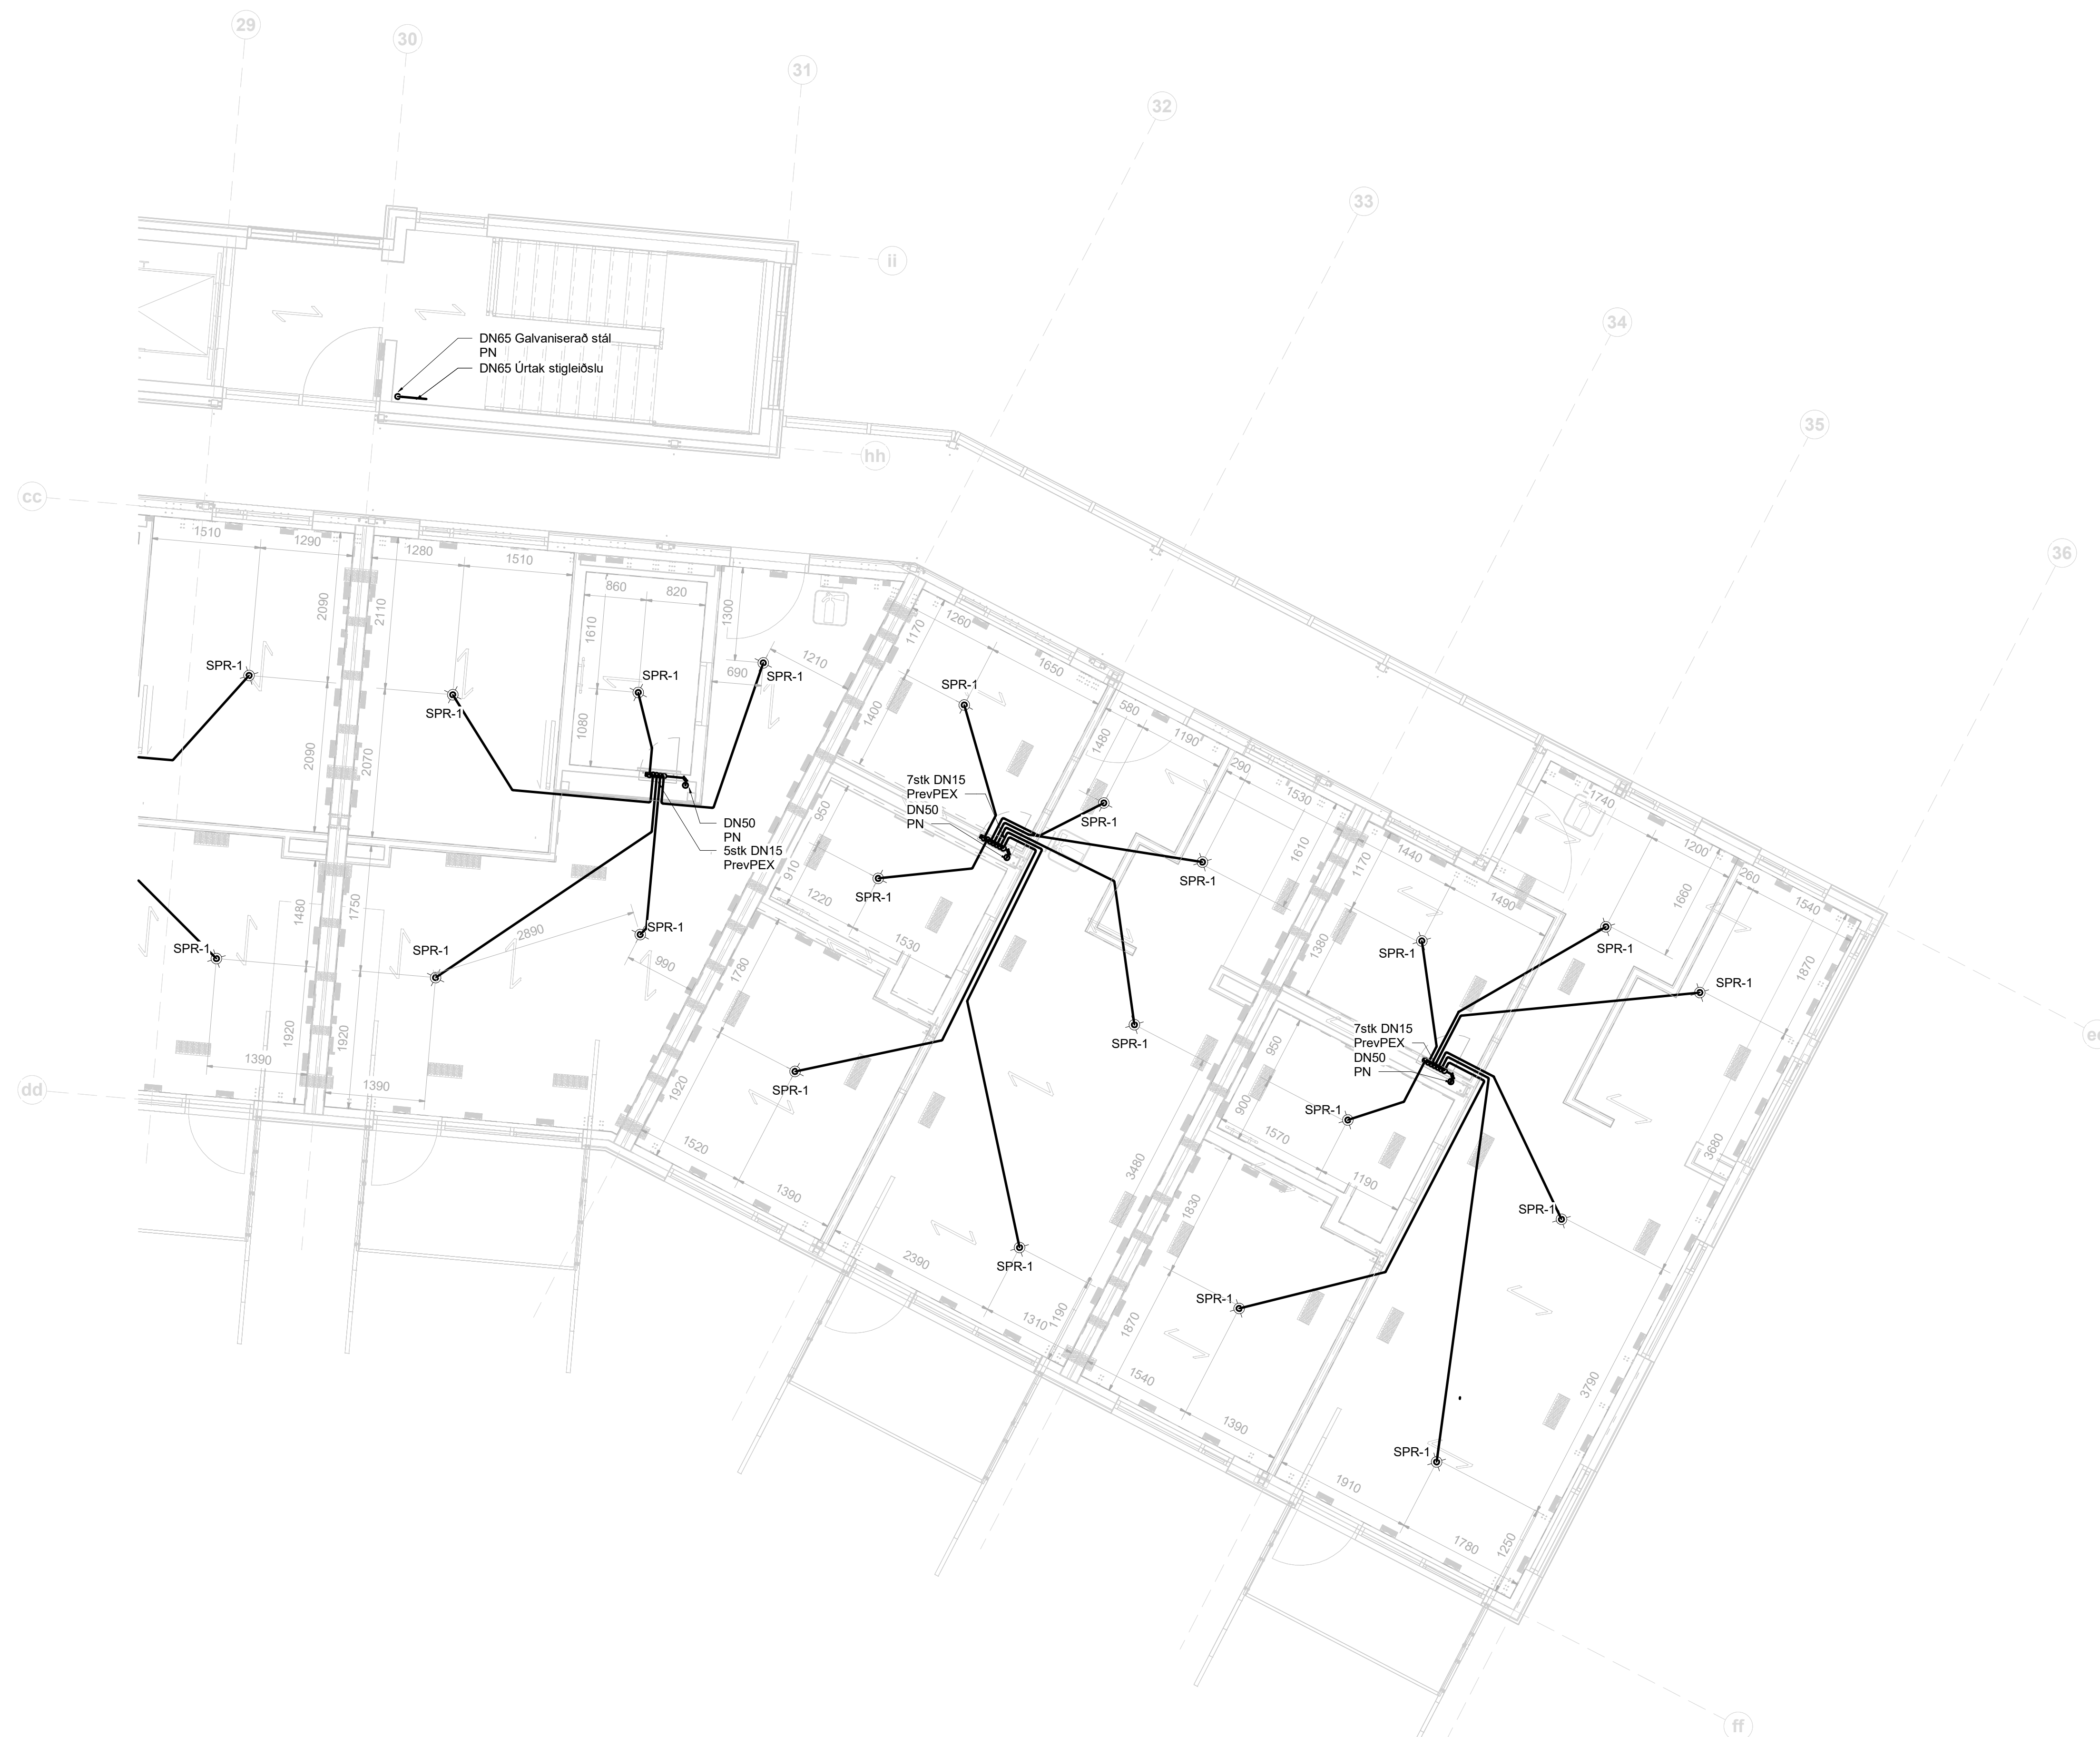 29
30
31
32
33
34
35
36
ii
hh
cc
dd
ee
ff
DN65 Galvaniserað stál
PN
DN65 Úrtak stigleiðslu
1510
1290
1280
1510
2090
2110
860
820
1610
1300
1210
690
1170
1260
1650
580
1190
1480
1400
290
1530
SPR-1
SPR-1
SPR-1
SPR-1
SPR-1
1080
2090
2070
7stk DN15
PrevPEX
DN50
PN
SPR-1
DN50
PN
5stk DN15
PrevPEX
950
910
1220
1530
SPR-1
SPR-1
1610
1170
1440
1490
1740
1200
260
1540
1660
1870
1380
SPR-1
SPR-1
SPR-1
1480
1750
2890
990
1780
SPR-1
SPR-1
SPR-1
SPR-1
1920
1920
1390
1390
7stk DN15
PrevPEX
DN50
PN
SPR-1
SPR-1
950
900
1570
1190
SPR-1
1920
1520
1390
3480
1830
3680
SPR-1
SPR-1
2390
1310
1190
1870
SPR-1
1540
1390
3790
SPR-1
1910
1780
1250